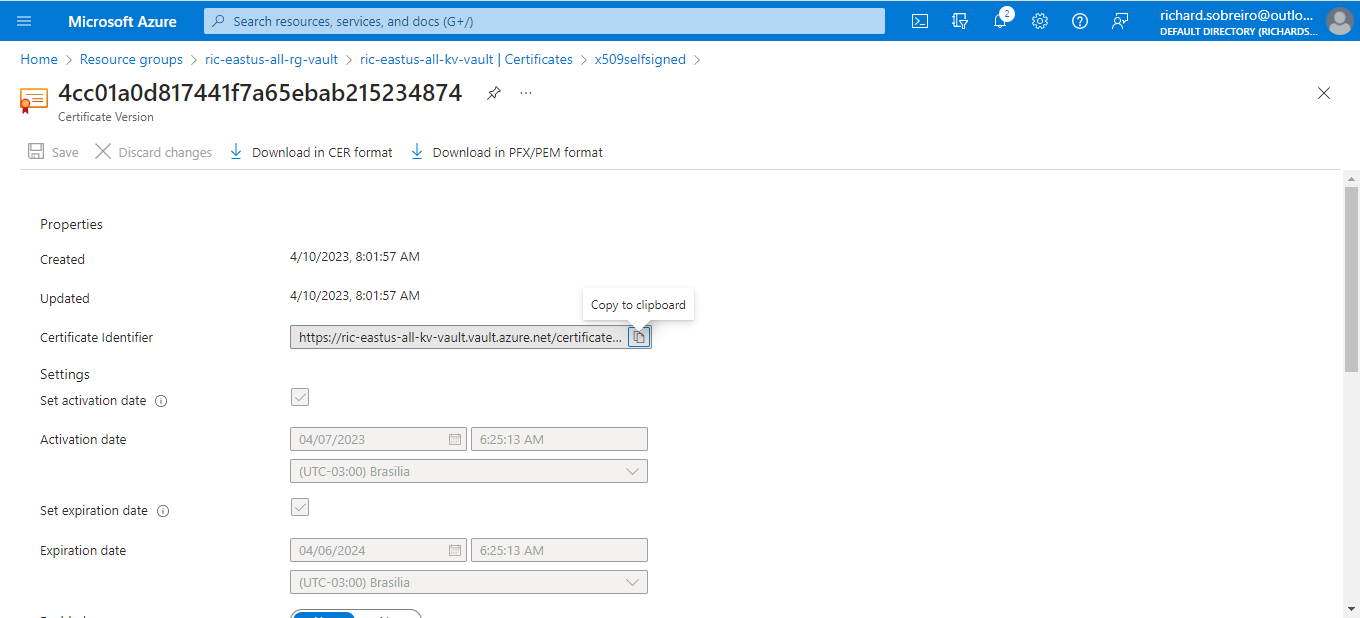 Microsoft Azure
Search resources, services, and docs (G+/)
2
richard.sobreiro@outlo...
DEFAULT DIRECTORY (RICHARDS...
Home > Resource groups > ric-eastus-all-rg-vault > ric-eastus-all-kv-vault | Certificates > x509selfsigned >
4cc01a0d817441f7a65ebab215234874
...
Certificate Version
Save Discard changes Download in CER format Download in PFX/PEM format
Properties
Created 4/10/2023, 8:01:57 AM
Updated 4/10/2023, 8:01:57 AM
Copy to clipboard
Certificate Identifier https://ric-eastus-all-kv-vault.vault.azure.net/certificate...
Settings
Set activation date
Activation date 04/07/2023 6:25:13 AM
(UTC-03:00) Brasilia
Set expiration date
Expiration date 04/06/2024 6:25:13 AM
(UTC-03:00) Brasilia